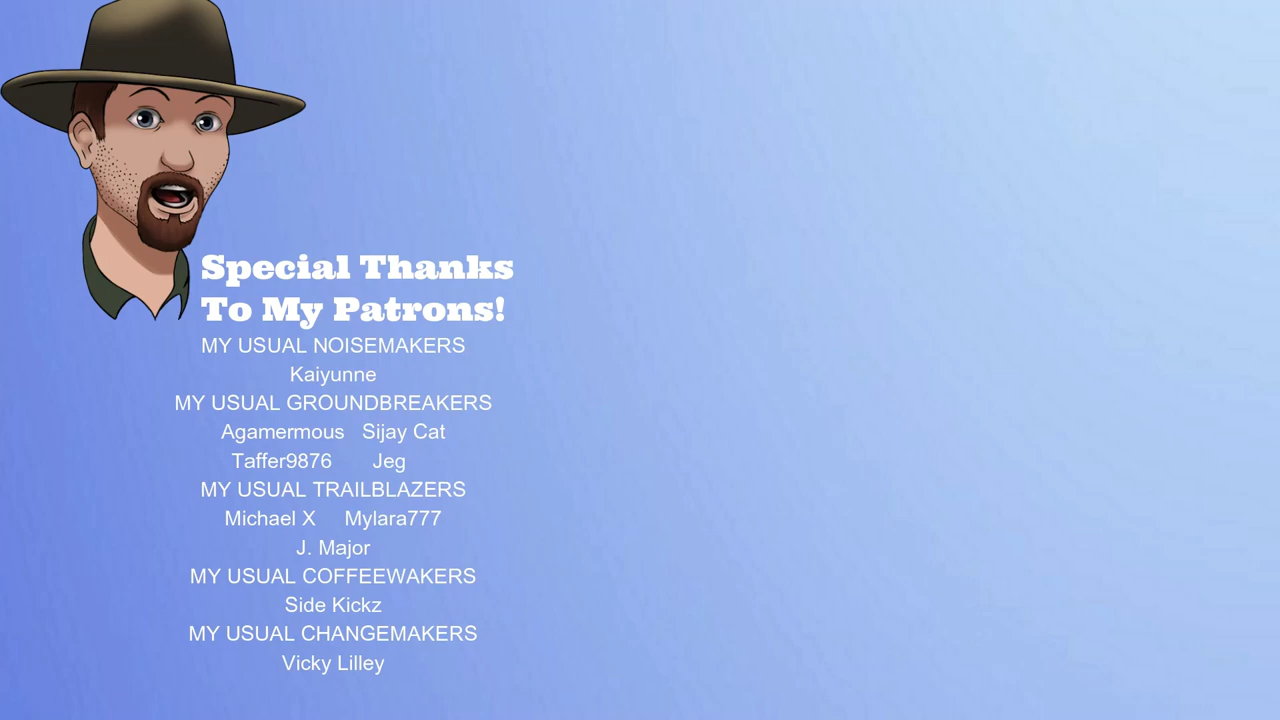 Special Thanks
To My Patrons!
MY USUAL NOISEMAKERS
Kaiyunne
MY USUAL GROUNDBREAKERS
Agamermous Sijay Cat
Taffer9876 Jeg
MY USUAL TRAILBLAZERS
Michael X Mylara777
J. Major
MY USUAL COFFEEWAKERS
Side Kickz
MY USUAL CHANGEMAKERS
Vicky Lilley